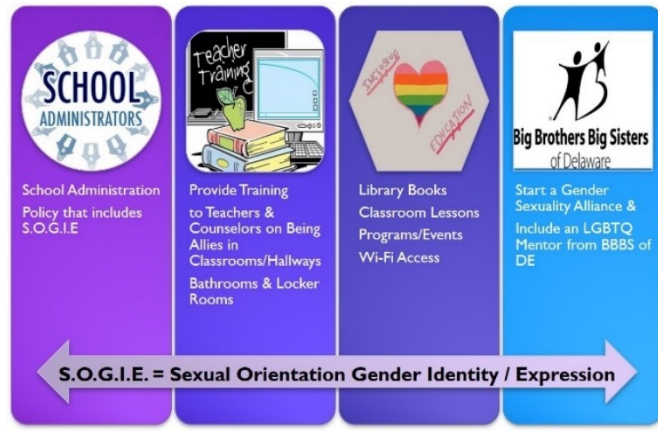 SCHOOL
ADMINISTRATORS
School Administration
Policy that includes
S.O.G.I.E
Teacher
Training
Provide Training
to Teachers &
Counselors on Being
Allies in
Classrooms/Hallways
Bathrooms & Locker
Rooms
INCLUSIVE
EDUCATION
Library Books
Classroom Lessons
Programs/Events
Wi-Fi Access
Big Brothers Big Sisters
of Delaware
Start a Gender
Sexuality Alliance &
Include an LGBTQ
Mentor from BBBS of
DE
S.O.G.I.E. = Sexual Orientation Gender Identity / Expression